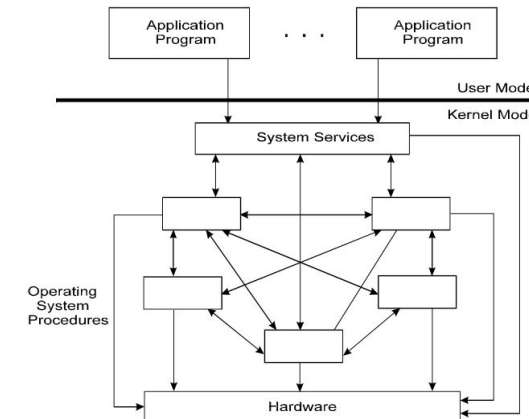 Application
Program
. . .
Application
Program
User Mode
Kernel Mod
System Services
Operating
System
Procedures
Hardware